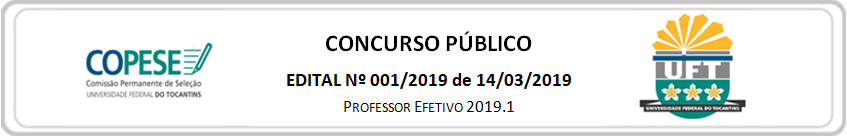 COPESE
Comissão Permanente de Seleção
UNIVERSIDADE FEDERAL DO TOCANTINS
CONCURSO PÚBLICO
EDITAL Nº 001/2019 de 14/03/2019
PROFESSOR EFETIVO 2019.1
UFT
UNIVERSIDADE FEDERAL DO TOCANTINS